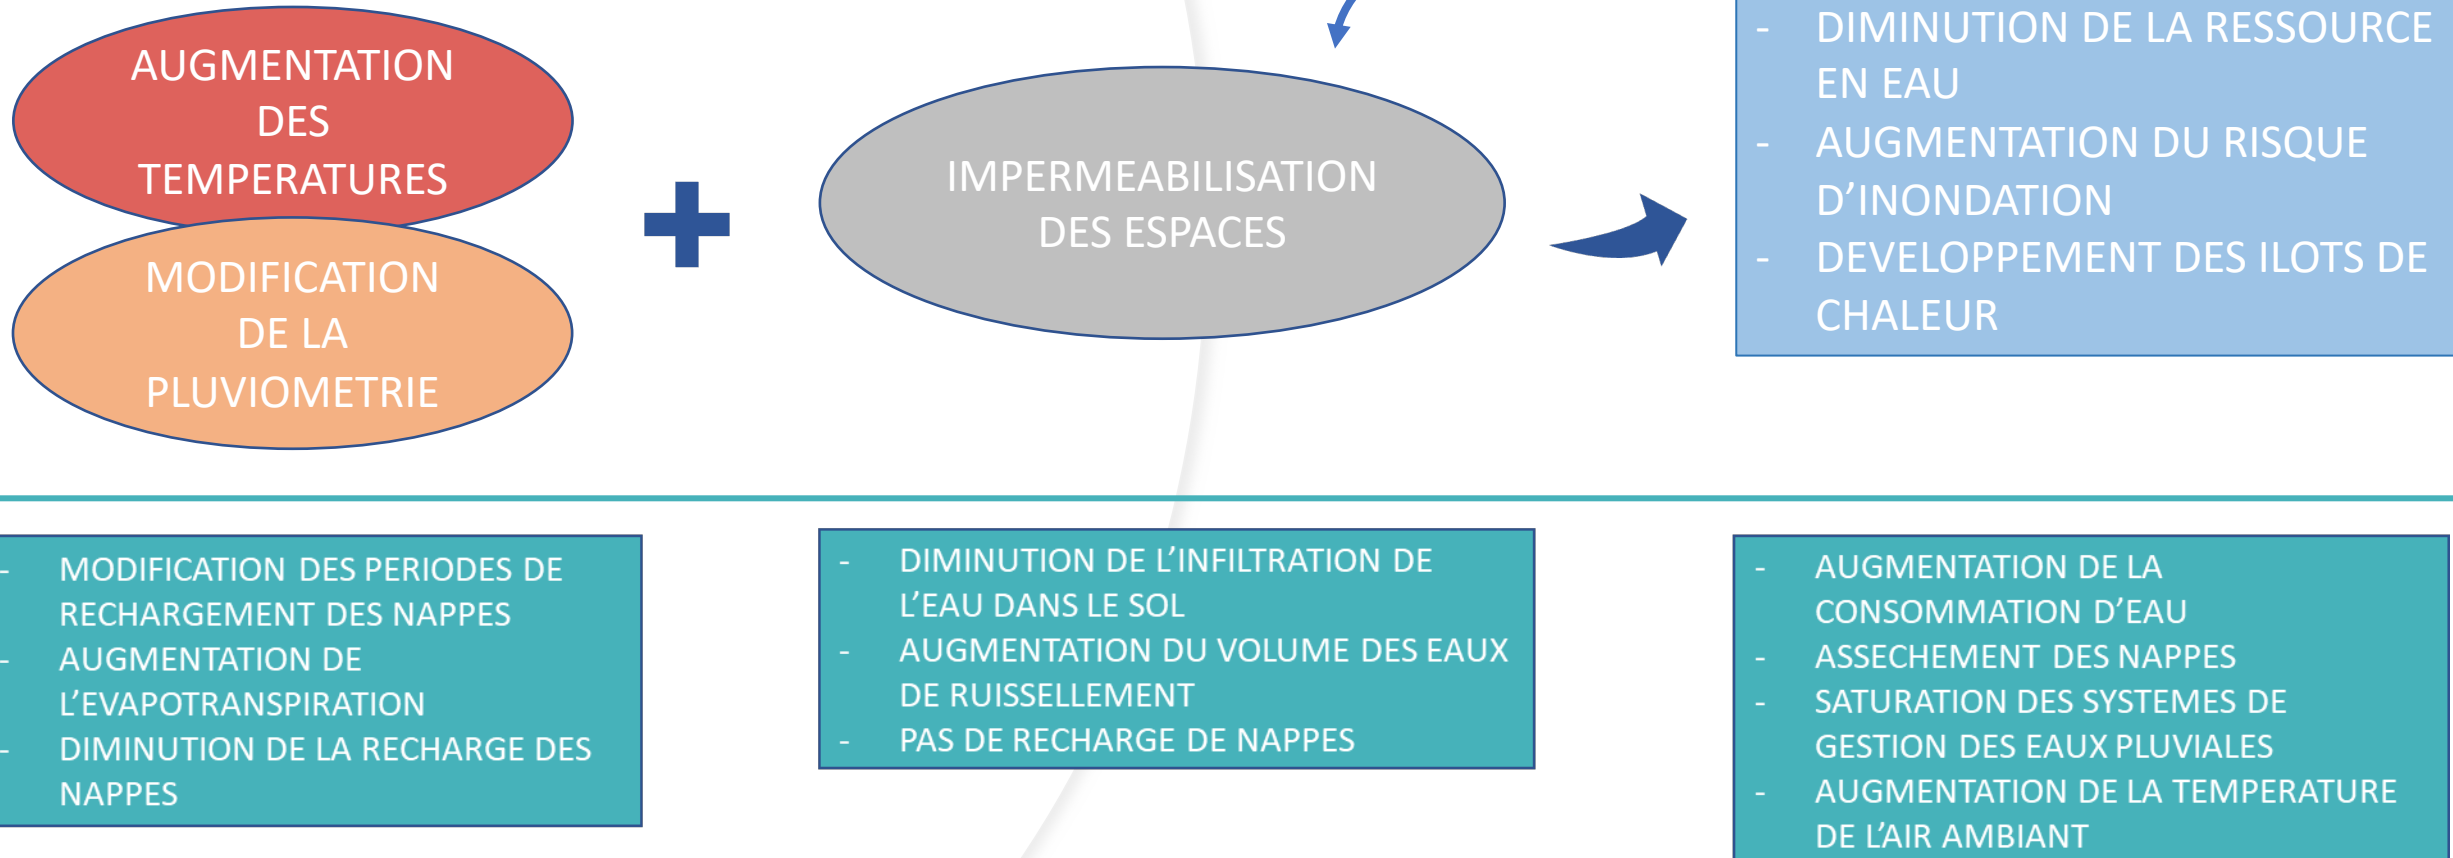 AUGMENTATION
DES
TEMPERATURES
MODIFICATION
DE LA
PLUVIOMETRIE
IMPERMEABILISATION
DES ESPACES
- DIMINUTION DE LA RESSOURCE
EN EAU
- AUGMENTATION DU RISQUE
D’INONDATION
- DEVELOPPEMENT DES ILOTS DE
CHALEUR
- MODIFICATION DES PERIODES DE
RECHARGEMENT DES NAPPES
- AUGMENTATION DE
L’EVAPOTRANSPIRATION
- DIMINUTION DE LA RECHARGE DES
NAPPES
- DIMINUTION DE L’INFILTRATION DE
L’EAU DANS LE SOL
- AUGMENTATION DU VOLUME DES EAUX
DE RUISSELLEMENT
- PAS DE RECHARGE DE NAPPES
- AUGMENTATION DE LA
CONSOMMATION D’EAU
- ASSECHEMENT DES NAPPES
- SATURATION DES SYSTEMES DE
GESTION DES EAUX PLUVIALES
- AUGMENTATION DE LA TEMPERATURE
DE L’AIR AMBIANT